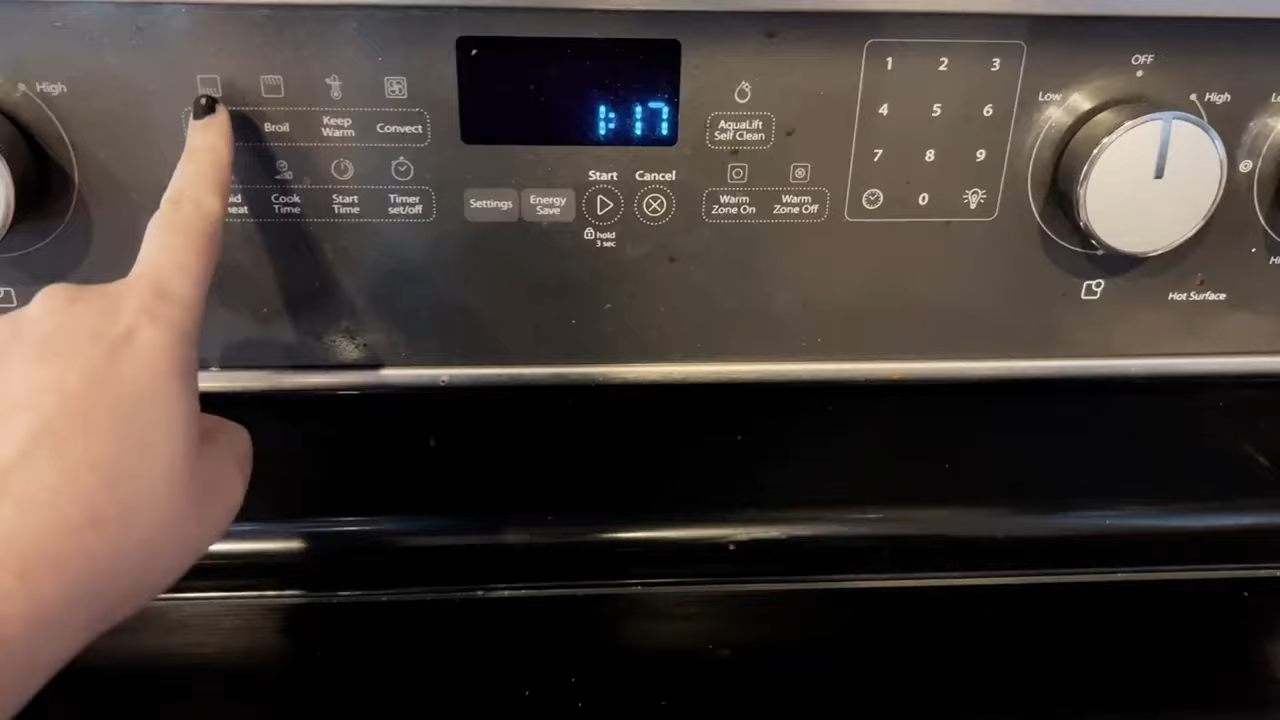 High
Broil
Keep
Warm
Convect
Cook
Time
Start
Time
Timer
set/off
1:17
Settings
Energy
Save
Start
Cancel
hold
3 sec
AquaLift
Self Clean
Warm
Zone On
Warm
Zone Off
1 2 3
4 5 6
7 8 9
0
OFF
Low
High
Hot Surface